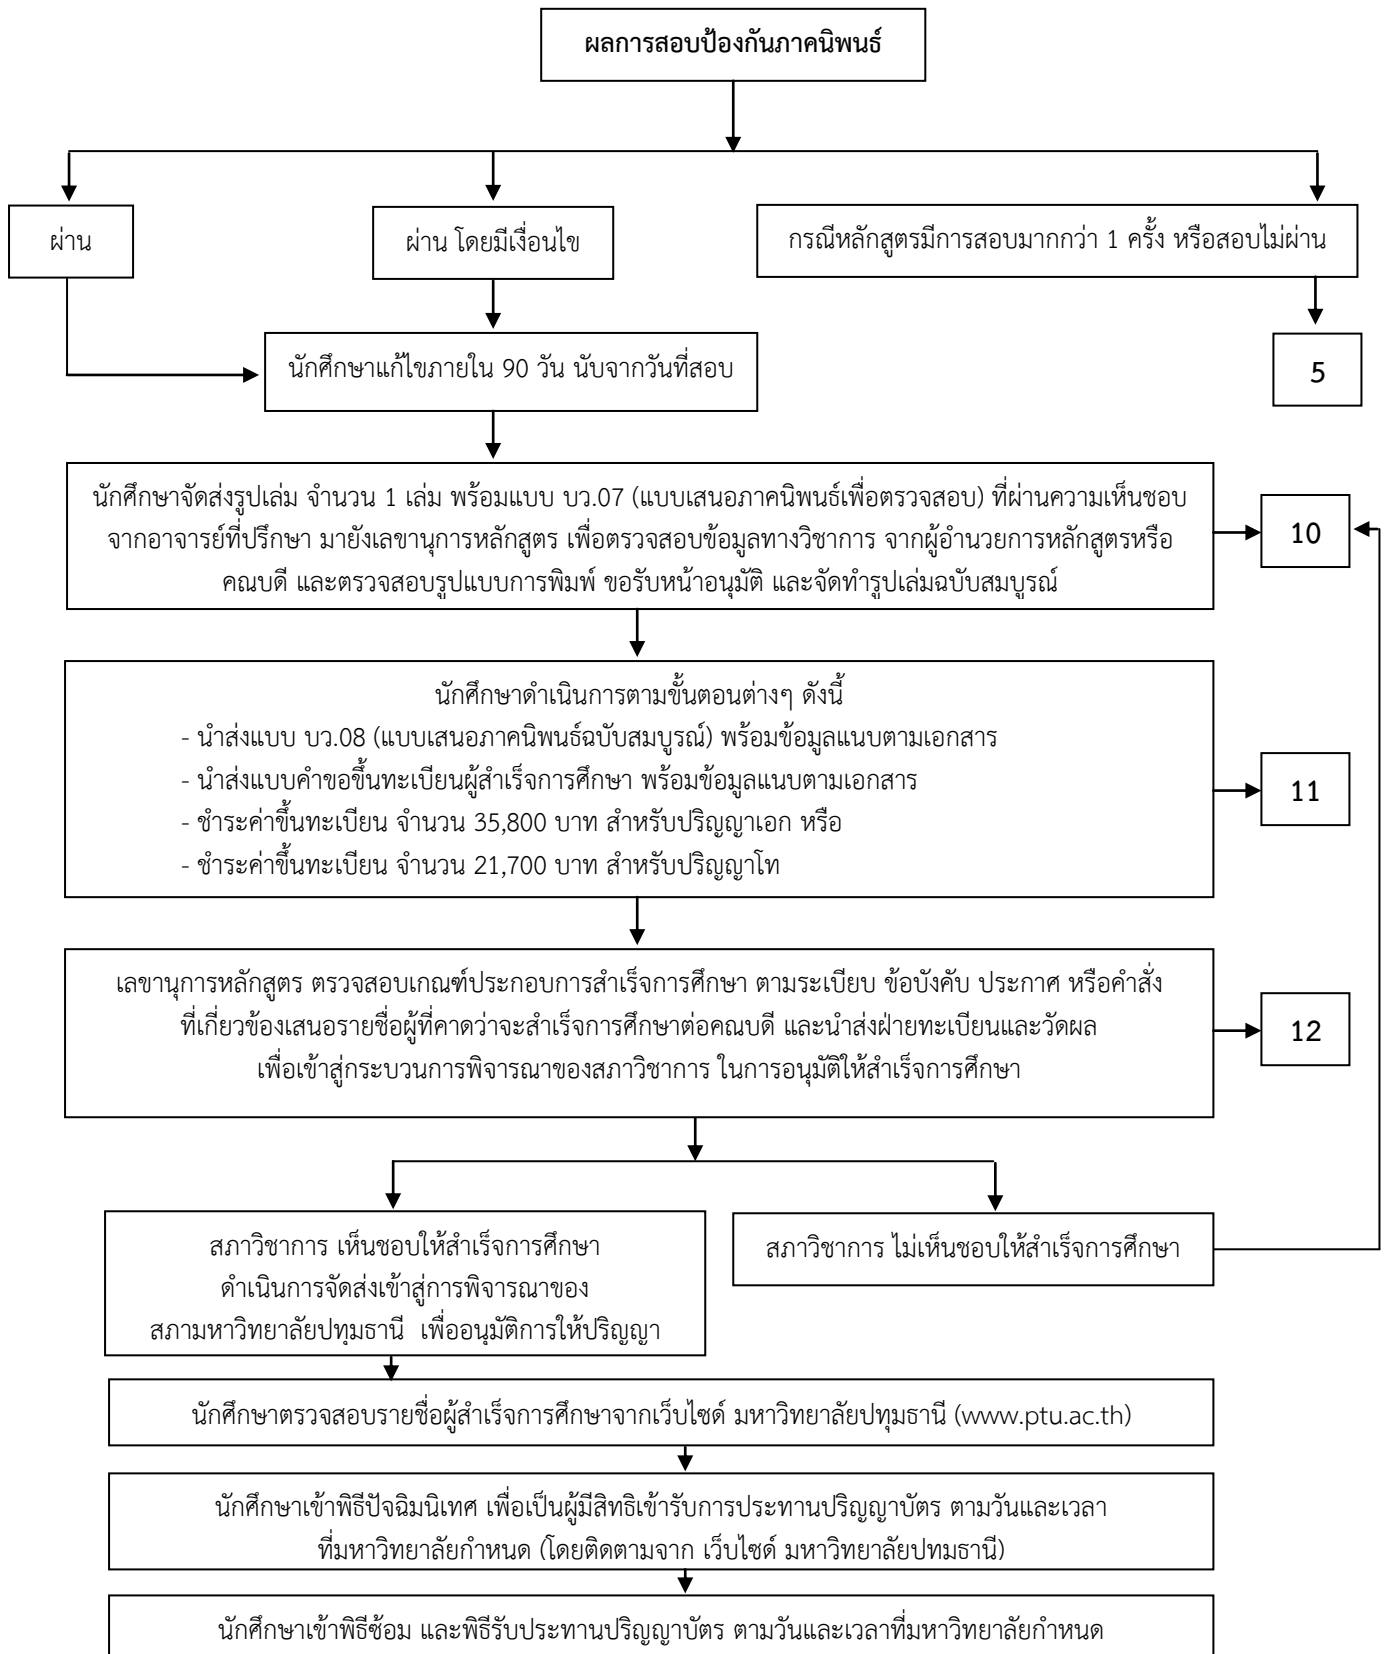 ผลการสอบป้องกันภาคนิพนธ์
ผ่าน
ผ่าน โดยมีเงื่อนไข
กรณีหลักสูตรมีการสอบมากกว่า 1 ครั้ง หรือสอบไม่ผ่าน
นักศึกษาแก้ไขภายใน 90 วัน นับจากวันที่สอบ
5
นักศึกษาจัดส่งรูปเล่ม จำนวน 1 เล่ม พร้อมแบบ บว.07 (แบบเสนอภาคนิพนธ์เพื่อตรวจสอบ) ที่ผ่านความเห็นชอบ
จากอาจารย์ที่ปรึกษา มายังเลขานุการหลักสูตร เพื่อตรวจสอบข้อมูลทางวิชาการ จากผู้อำนวยการหลักสูตรหรือ
คณบดี และตรวจสอบรูปแบบการพิมพ์ ขอรับหน้าอนุมัติ และจัดทำรูปเล่มฉบับสมบูรณ์
10
นักศึกษาดำเนินการตามขั้นตอนต่างๆ ดังนี้
- นำส่งแบบ บว.08 (แบบเสนอภาคนิพนธ์ฉบับสมบูรณ์) พร้อมข้อมูลแนบตามเอกสาร
- นำส่งแบบคำขอขึ้นทะเบียนผู้สำเร็จการศึกษา พร้อมข้อมูลแนบตามเอกสาร
- ชำระค่าขึ้นทะเบียน จำนวน 35,800 บาท สำหรับปริญญาเอก หรือ
- ชำระค่าขึ้นทะเบียน จำนวน 21,700 บาท สำหรับปริญญาโท
11
เลขานุการหลักสูตร ตรวจสอบเกณฑ์ประกอบการสำเร็จการศึกษา ตามระเบียบ ข้อบังคับ ประกาศ หรือคำสั่ง
ที่เกี่ยวข้องเสนอรายชื่อผู้ที่คาดว่าจะสำเร็จการศึกษาต่อคณบดี และนำส่งฝ่ายทะเบียนและวัดผล
เพื่อเข้าสู่กระบวนการพิจารณาของสภาวิชาการ ในการอนุมัติให้สำเร็จการศึกษา
12
สภาวิชาการ เห็นชอบให้สำเร็จการศึกษา
ดำเนินการจัดส่งเข้าสู่การพิจารณาของ
สภามหาวิทยาลัยปทุมธานี เพื่ออนุมัติการให้ปริญญา
สภาวิชาการ ไม่เห็นชอบให้สำเร็จการศึกษา
นักศึกษาตรวจสอบรายชื่อผู้สำเร็จการศึกษาจากเว็บไซด์ มหาวิทยาลัยปทุมธานี (www.ptu.ac.th)
นักศึกษาเข้าพิธีปัจฉิมนิเทศ เพื่อเป็นผู้มีสิทธิเข้ารับการประทานปริญญาบัตร ตามวันและเวลา
ที่มหาวิทยาลัยกำหนด (โดยติดตามจาก เว็บไซด์ มหาวิทยาลัยปทุมธานี)
นักศึกษาเข้าพิธีซ้อม และพิธีรับประทานปริญญาบัตร ตามวันและเวลาที่มหาวิทยาลัยกำหนด